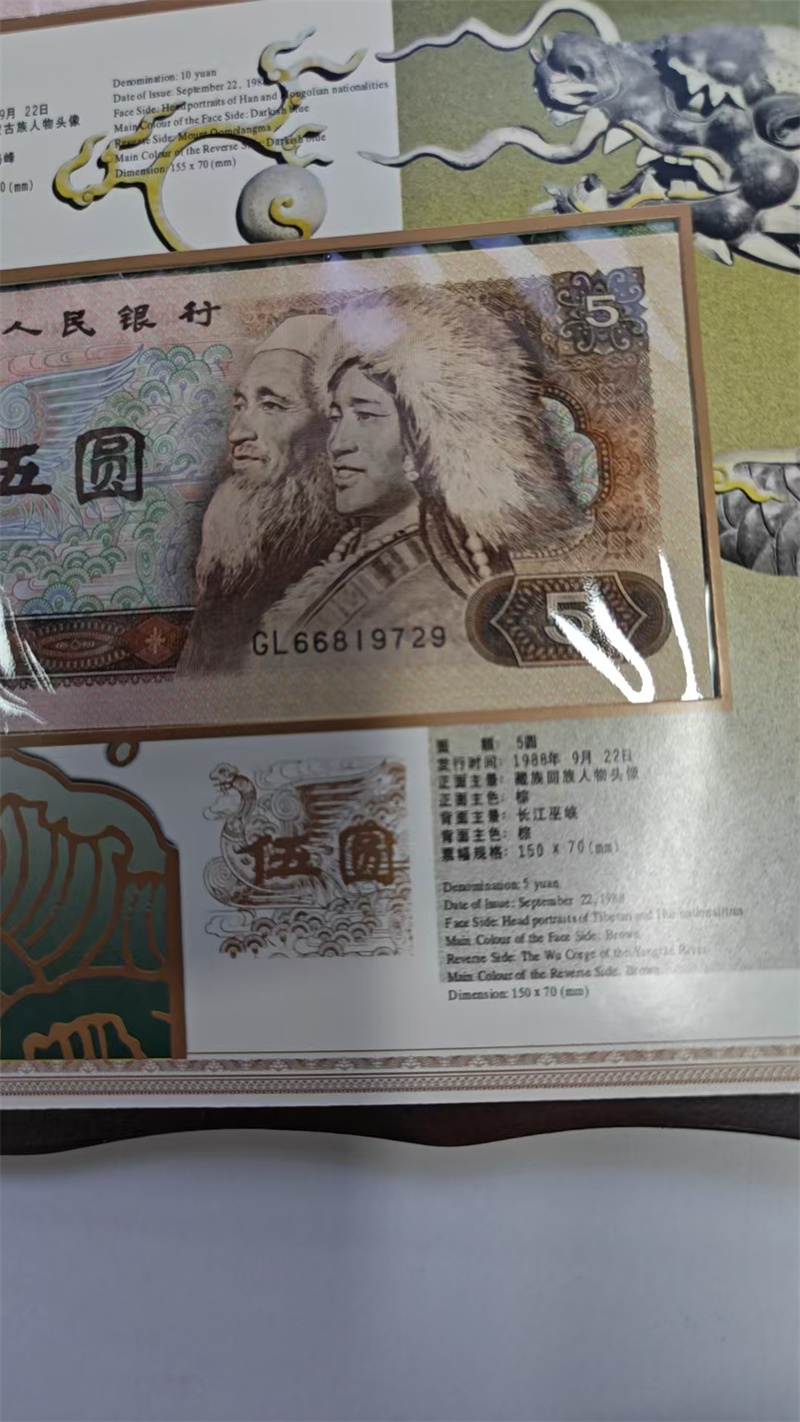 9月 22日
古族人物头像
峰
0(mm)
Denomination: 10 yuan
Date of Issue: September 22, 1988
Face Side: Head portraits of Han and Mongolian nationalities
Main Colour of the Face Side: Darkish Blue
Reverse Side: Mount Qomolangma
Main Colour of the Reverse Side: Darkish Blue
Dimension: 155 x 70 (mm)
人民银行
5
伍圆
5
GL66819729
伍圆
面 额: 5圆
发行时间: 1988年 9月 22日
正面主景: 藏族回族人物头像
正面主色: 棕
背面主景: 长江巫峡
背面主色: 棕
票幅规格: 150 x 70(mm)
Denomination: 5 yuan
Date of Issue: September 22, 1988
Face Side: Head portraits of Tibetan and Hui nationalities
Main Colour of the Face Side: Brown
Reverse Side: The Wu Gorge of the Yangtze River
Main Colour of the Reverse Side: Brown
Dimension: 150 x 70 (mm)